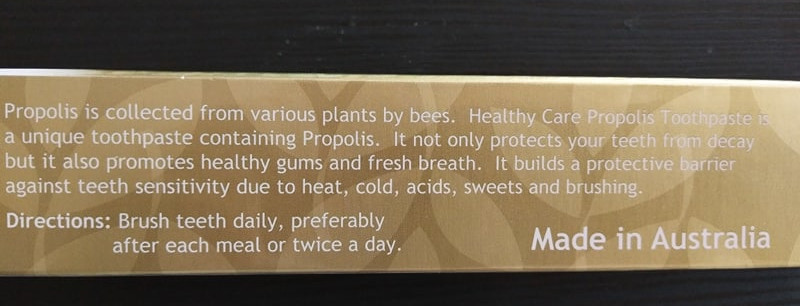 Propolis is collected from various plants by bees. Healthy Care Propolis Toothpaste is
a unique toothpaste containing Propolis. It not only protects your teeth from decay
but it also promotes healthy gums and fresh breath. It builds a protective barrier
against teeth sensitivity due to heat, cold, acids, sweets and brushing.
Directions: Brush teeth daily, preferably
after each meal or twice a day.
Made in Australia